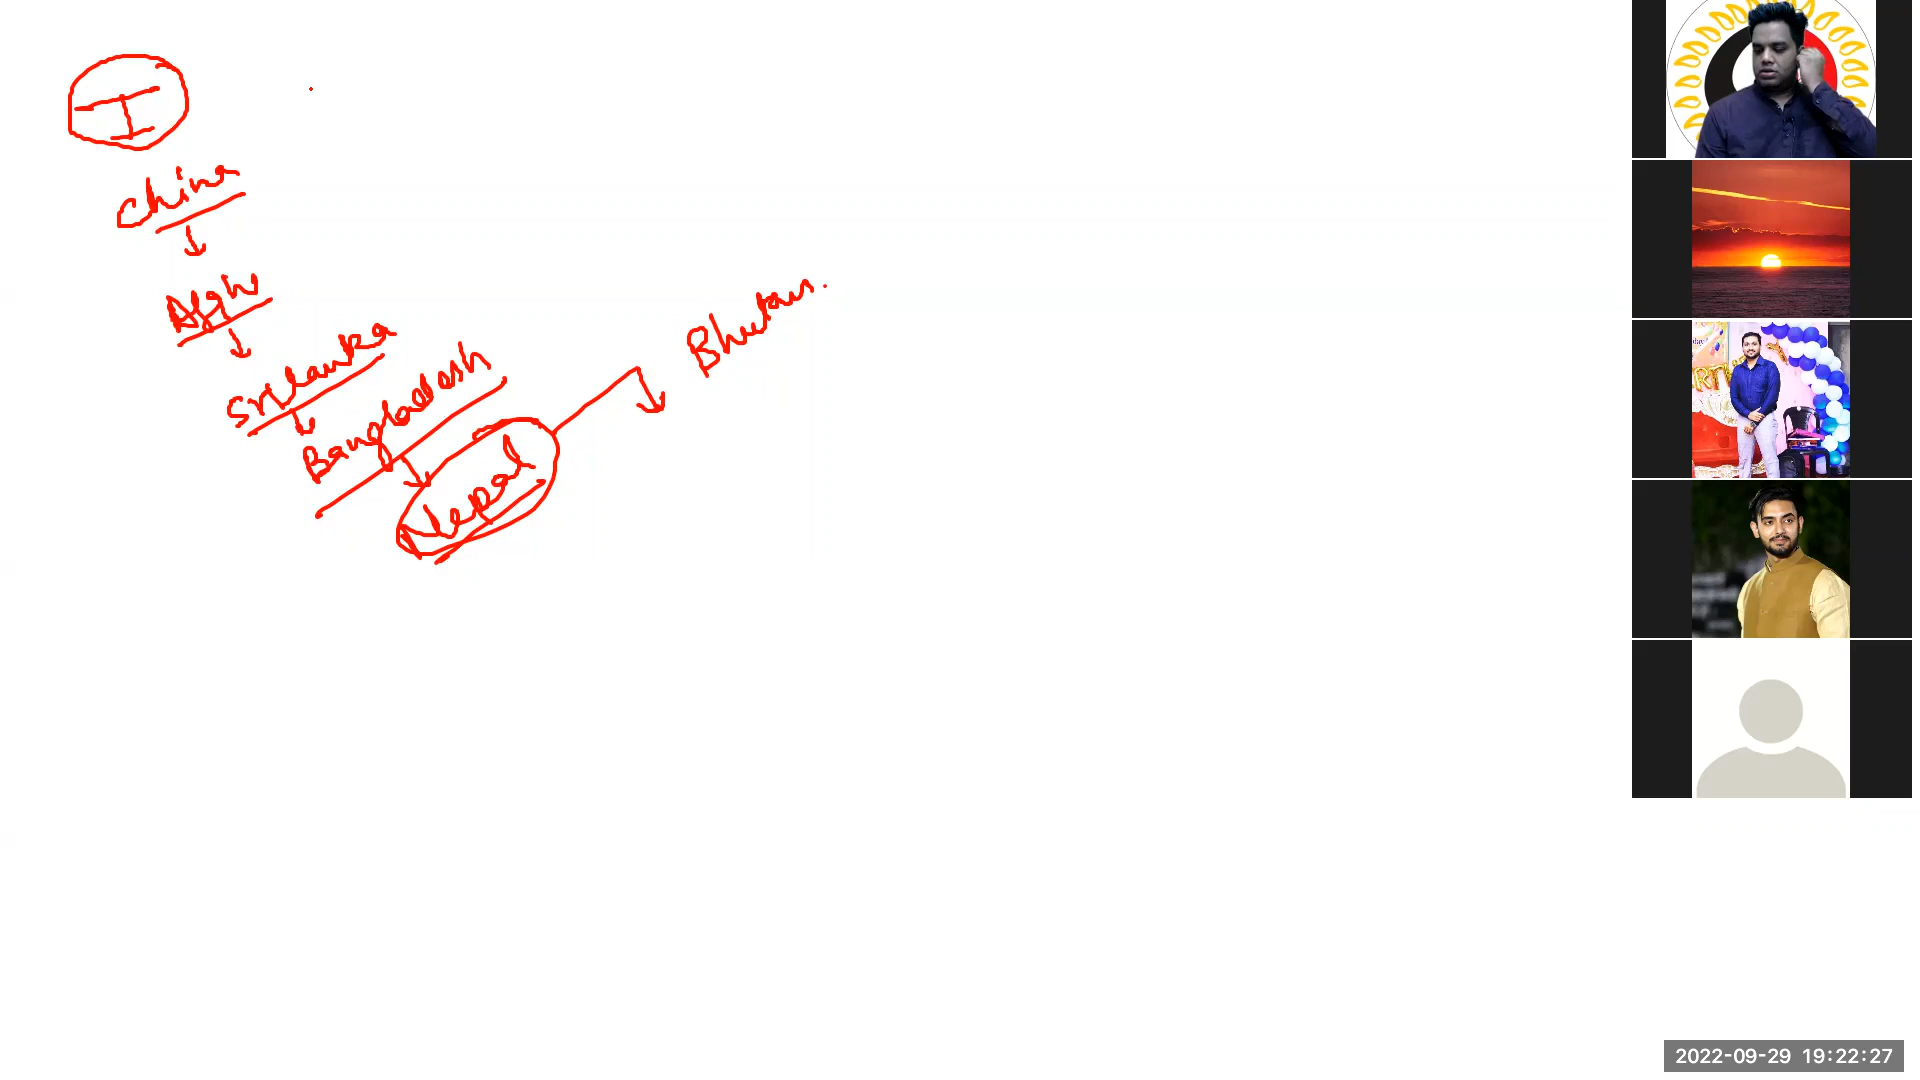 I
China
Afgh
Srilanka
Bangladesh
Nepal
Bhutan.
2022-09-29 19:22:27